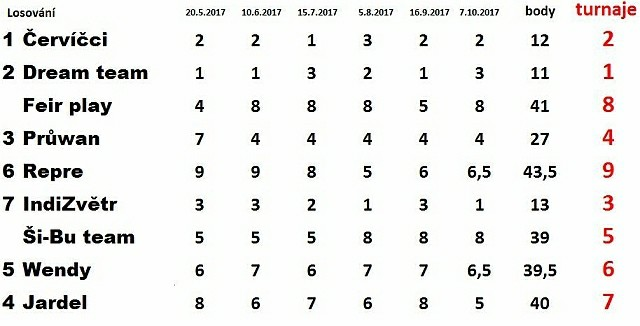 Losování 20.5.2017 10.6.2017 15.7.2017 5.8.2017 16.9.2017 7.10.2017 body turnaje
1 Červíčci 2 2 1 3 2 2 12 2
2 Dream team 1 1 3 2 1 3 11 1
Feir play 4 8 8 8 5 8 41 8
3 Průwan 7 4 4 4 4 4 27 4
6 Repre 9 9 8 5 6 6,5 43,5 9
7 IndiZvětr 3 3 2 1 3 1 13 3
Ši-Bu team 5 5 5 8 8 8 39 5
5 Wendy 6 7 6 7 7 6,5 39,5 6
4 Jardel 8 6 7 6 8 5 40 7